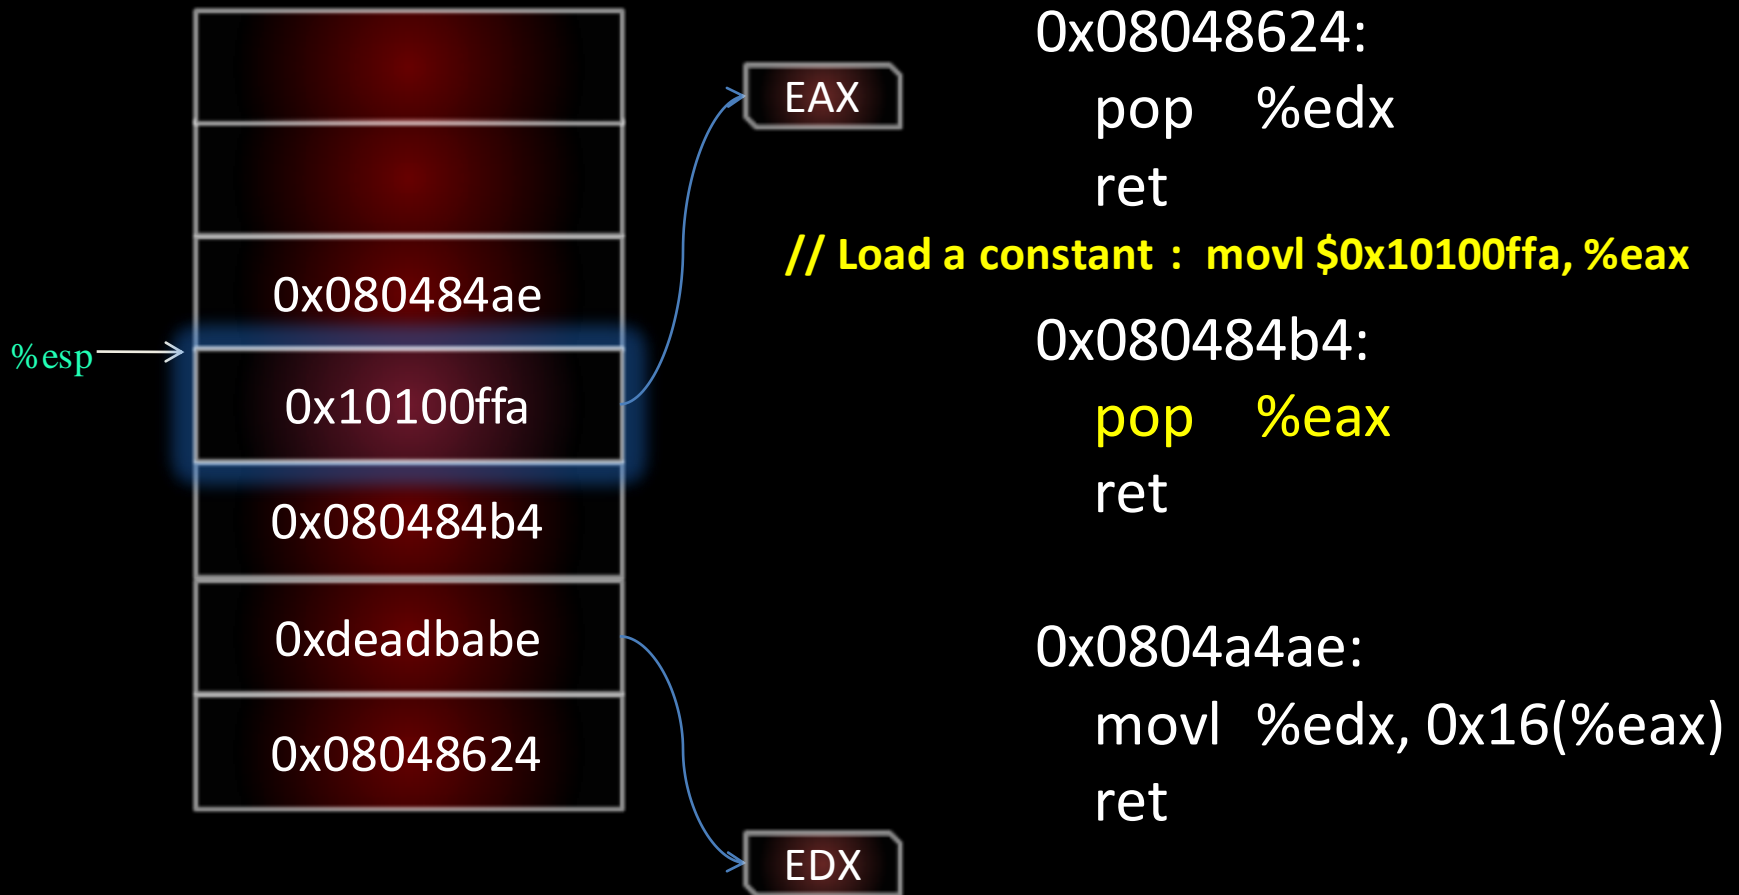 0x080484ae
%esp
0x10100ffa
0x080484b4
0xdeadbabe
0x08048624
EAX
EDX
0x08048624:
pop %edx
ret
// Load a constant : movl $0x10100ffa, %eax
0x080484b4:
pop %eax
ret
0x0804a4ae:
movl %edx, 0x16(%eax)
ret